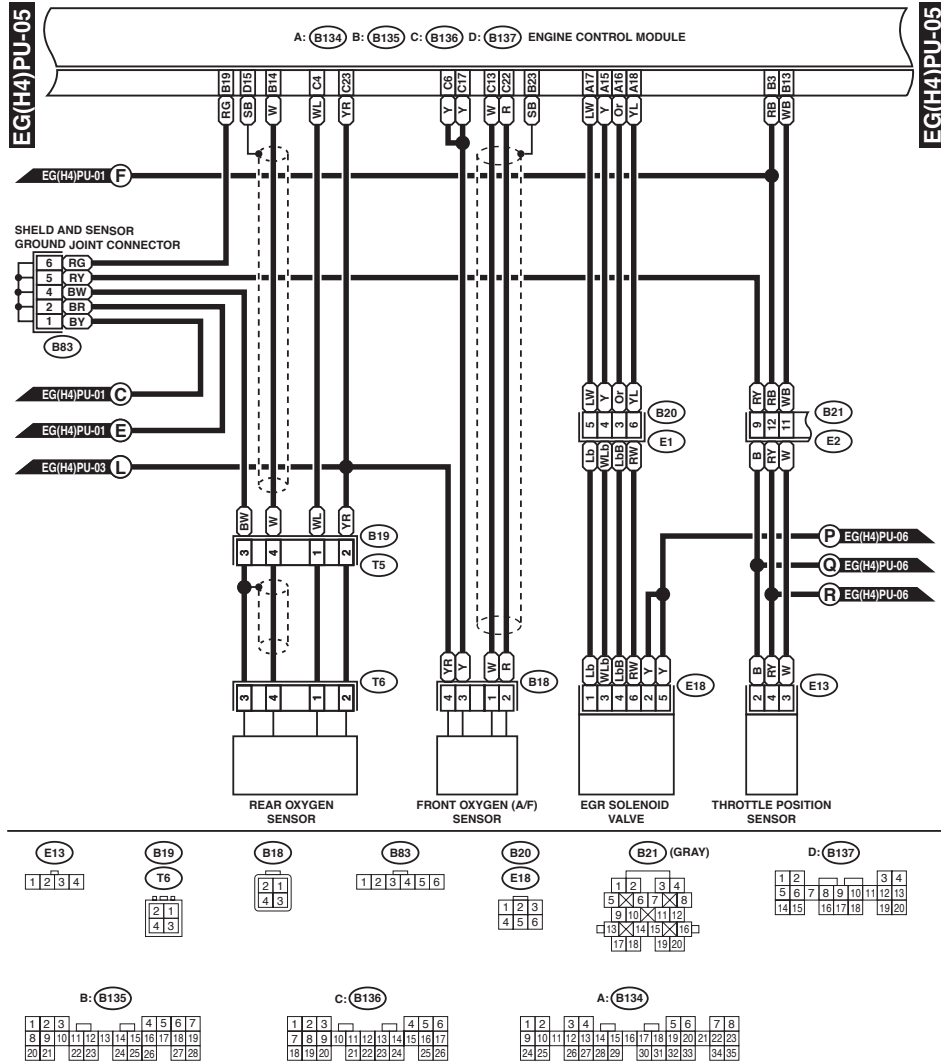 EG(H4)PU-05
EG(H4)PU-05
A: B134 B: B135 C: B136 D: B137 ENGINE CONTROL MODULE
B19 D15 B14 C4 C23 C6 C17 C13 C22 B23 A17 A15 A16 A18 B3 B13
RG SB W WL YR Y Y W R SB LW Y Or YL RB WB
EG(H4)PU-01 F
SHELD AND SENSOR
GROUND JOINT CONNECTOR
6 RG
5 RY
4 BW
2 BR
1 BY
B83
EG(H4)PU-01 C
LW Y Or YL RY RB WB
5 4 3 6 B20 9 12 11 B21
E1 E2
EG(H4)PU-01 E
Lb WLb LbB RW B RY W
EG(H4)PU-03 L
BW W WL YR B19
3 4 1 2 T5
P EG(H4)PU-06
Q EG(H4)PU-06
R EG(H4)PU-06
YR Y W R Lb WLb LbB RW Y Y B RY W
3 4 1 2 T6 4 3 1 2 B18 1 3 4 6 2 5 E18 2 4 3 E13
REAR OXYGEN
SENSOR
FRONT OXYGEN (A/F)
SENSOR
EGR SOLENOID
VALVE
THROTTLE POSITION
SENSOR
E13
1 2 3 4
B19
T6
2 1
4 3
B18
2 1
4 3
B83
1 2 3 4 5 6
B20
E18
1 2 3
4 5 6
B21 (GRAY)
1 2 3 4
5 6 7 8
9 10 11 12
13 14 15 16
17 18 19 20
D: B137
1 2 3 4
5 6 7 8 9 10 11 12 13
14 15 16 17 18 19 20
B: B135
1 2 3 4 5 6 7
8 9 10 11 12 13 14 15 16 17 18 19
20 21 22 23 24 25 26 27 28
C: B136
1 2 3 4 5 6
7 8 9 10 11 12 13 14 15 16 17
18 19 20 21 22 23 24 25 26
A: B134
1 2 3 4 5 6 7 8
9 10 11 12 13 14 15 16 17 18 19 20 21 22 23
24 25 26 27 28 29 30 31 32 33 34 35